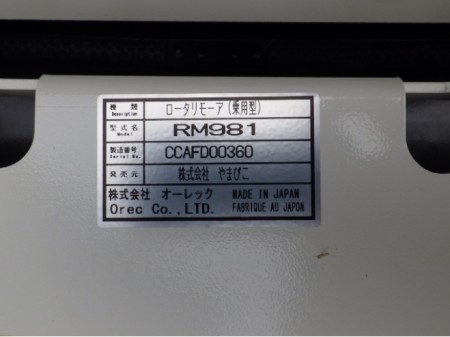 種類 ロータリモーア(乗用型)
Description
型式名 RM981
Model
製造番号 CCAFD00360
Serial No.
発売元 株式会社 やまびこ
株式会社 オーレック MADE IN JAPAN
Orec Co.,LTD. FABRIQUE AU JAPON